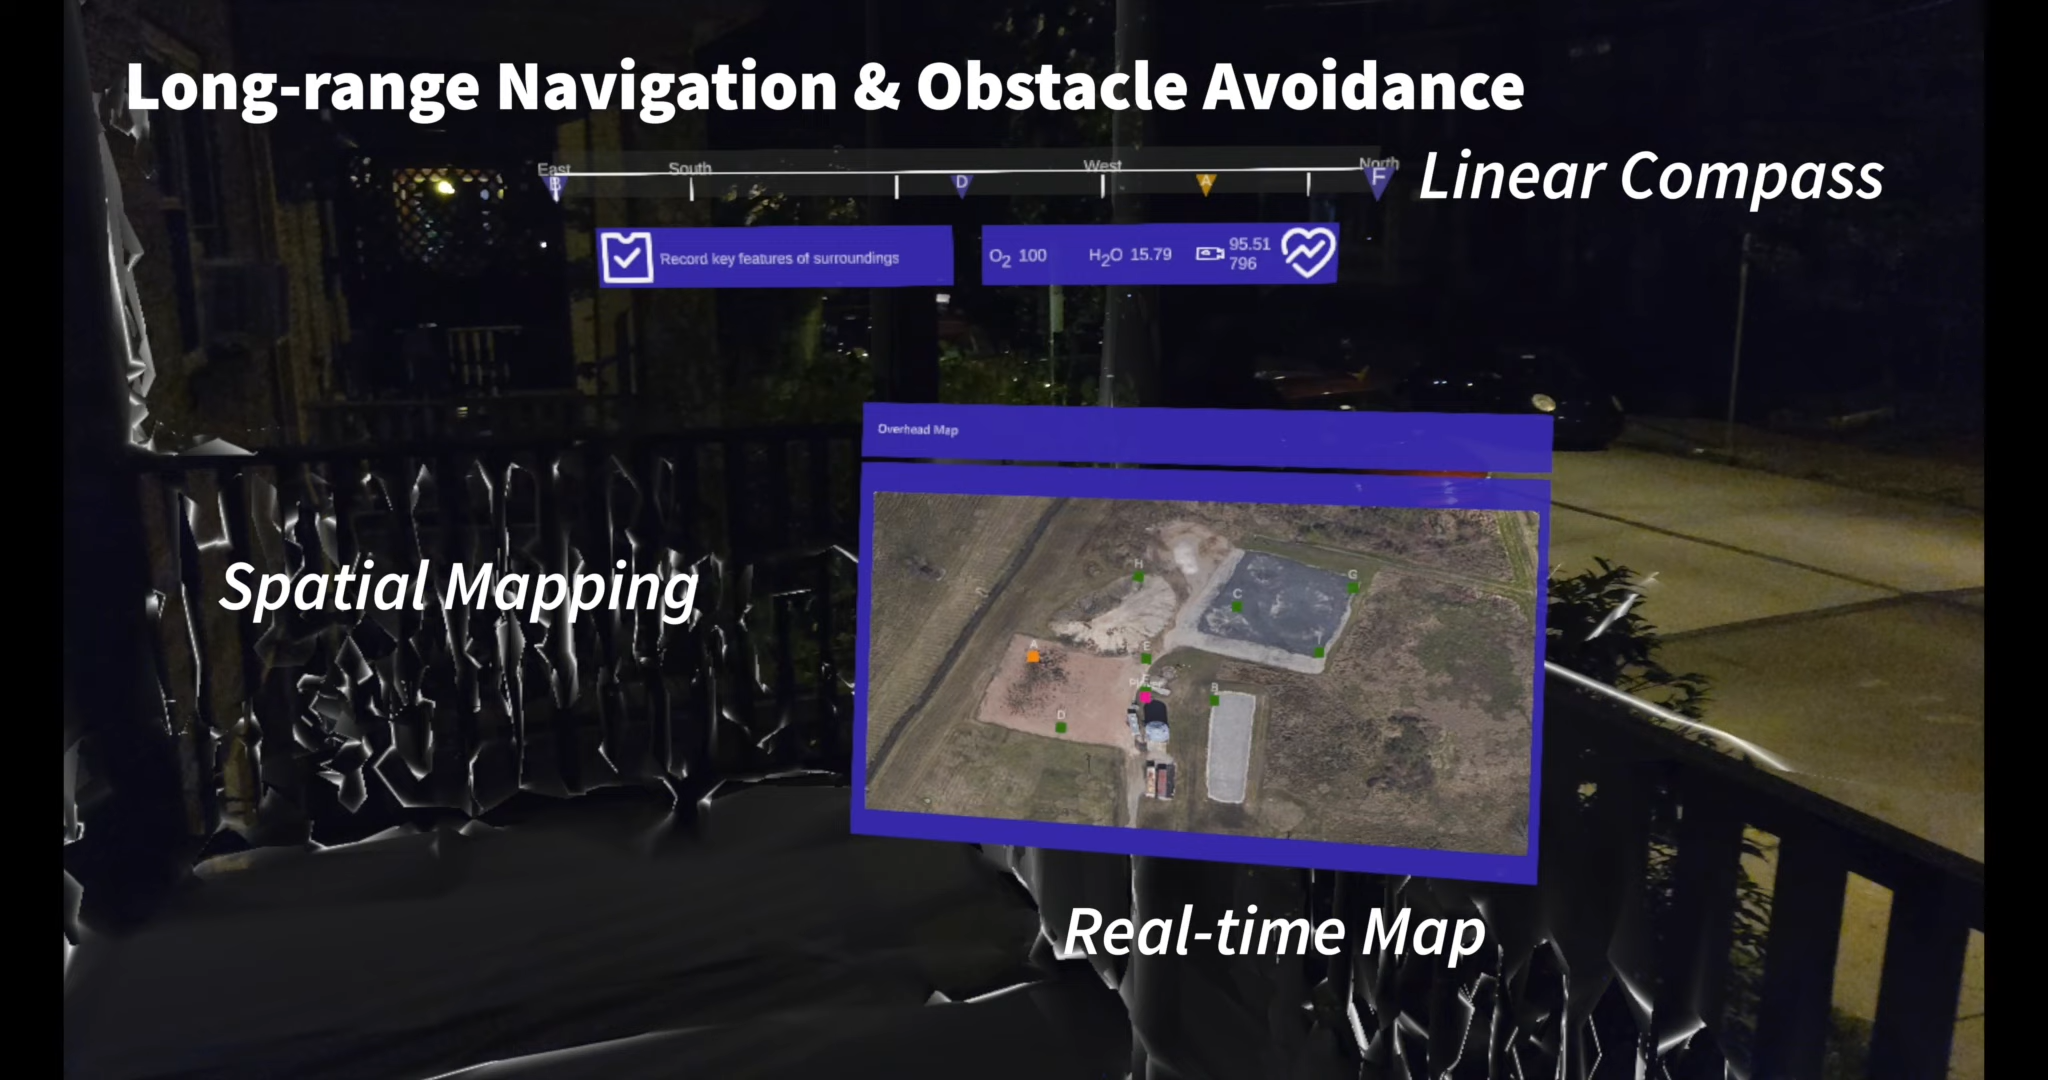 Long-range Navigation & Obstacle Avoidance
East South West North
B D A F
Linear Compass
Record key features of surroundings
O2 100 H2O 15.79 95.51
796
Overhead Map
H
G
C
A
E
B
D
Spatial Mapping
Real-time Map